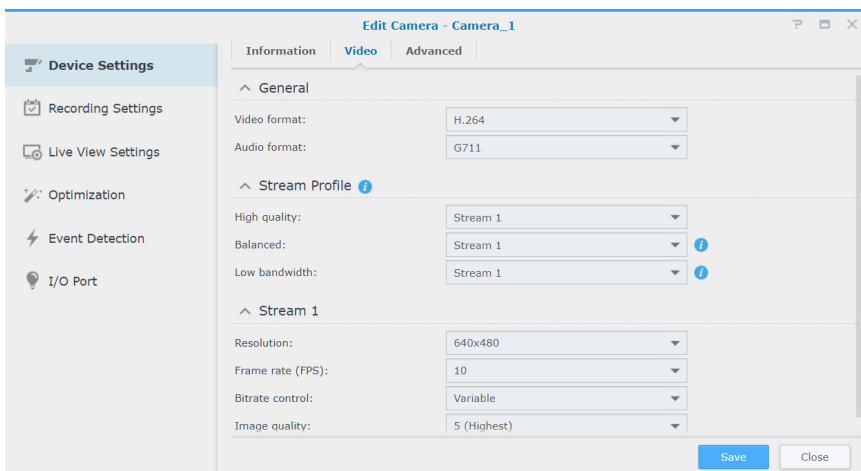 Edit Camera - Camera_1
Device Settings
Recording Settings
Live View Settings
Optimization
Event Detection
I/O Port
Information Video Advanced
General
Video format: H.264
Audio format: G711
Stream Profile
High quality: Stream 1
Balanced: Stream 1
Low bandwidth: Stream 1
Stream 1
Resolution: 640x480
Frame rate (FPS): 10
Bitrate control: Variable
Image quality: 5 (Highest)
Save Close